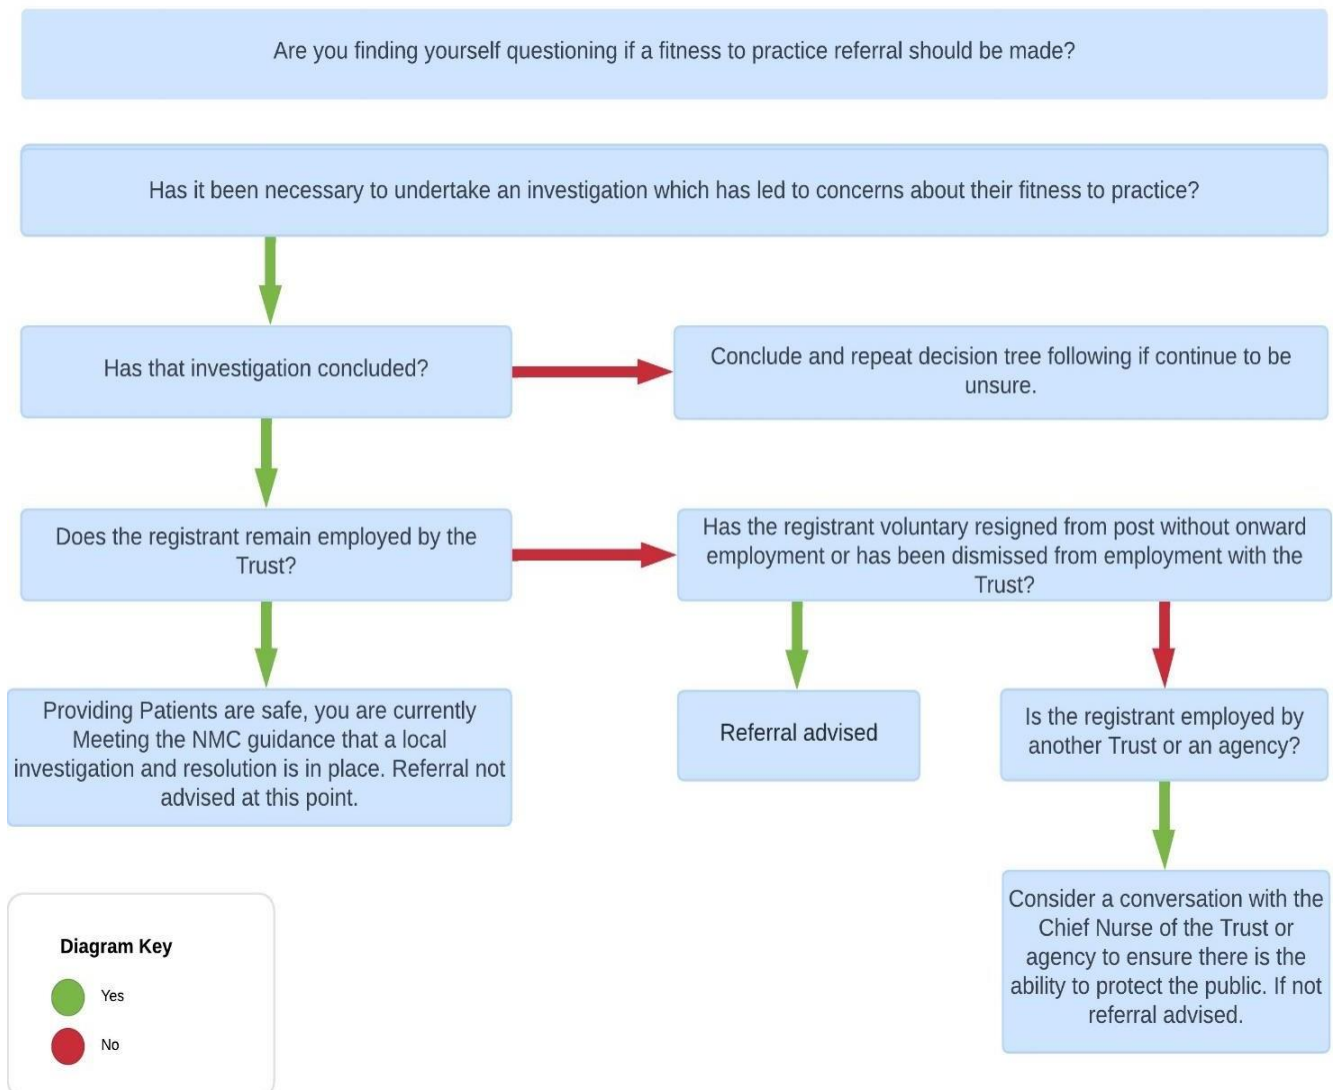 Are you finding yourself questioning if a fitness to practice referral should be made?
Has it been necessary to undertake an investigation which has led to concerns about their fitness to practice?
Has that investigation concluded?
Conclude and repeat decision tree following if continue to be
unsure.
Does the registrant remain employed by the
Trust?
Has the registrant voluntary resigned from post without onward
employment or has been dismissed from employment with the
Trust?
Providing Patients are safe, you are currently
Meeting the NMC guidance that a local
investigation and resolution is in place. Referral not
advised at this point.
Referral advised
Is the registrant employed by
another Trust or an agency?
Consider a conversation with the
Chief Nurse of the Trust or
agency to ensure there is the
ability to protect the public. If not
referral advised.
Diagram Key
Yes
No